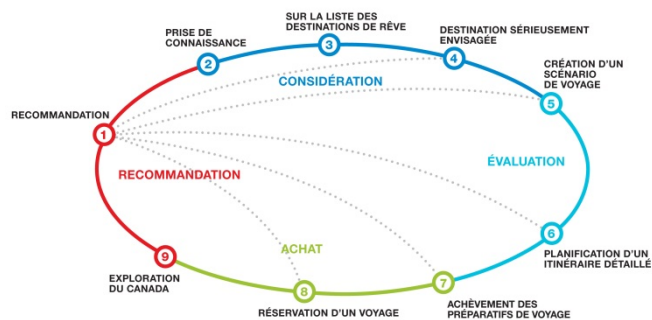 SUR LA LISTE DES
DESTINATIONS DE RÊVE
PRISE DE
CONNAISSANCE
DESTINATION SÉRIEUSEMENT
ENVISAGÉE
3
4
2
CRÉATION D'UN
SCÉNARIO
DE VOYAGE
CONSIDÉRATION
5
RECOMMANDATION
1
RECOMMANDATION
ÉVALUATION
6
ACHAT
9
PLANIFICATION D'UN
ITINÉRAIRE DÉTAILLÉ
EXPLORATION
DU CANADA
8
7
RÉSERVATION D'UN VOYAGE
ACHÈVEMENT DES
PRÉPARATIFS DE VOYAGE